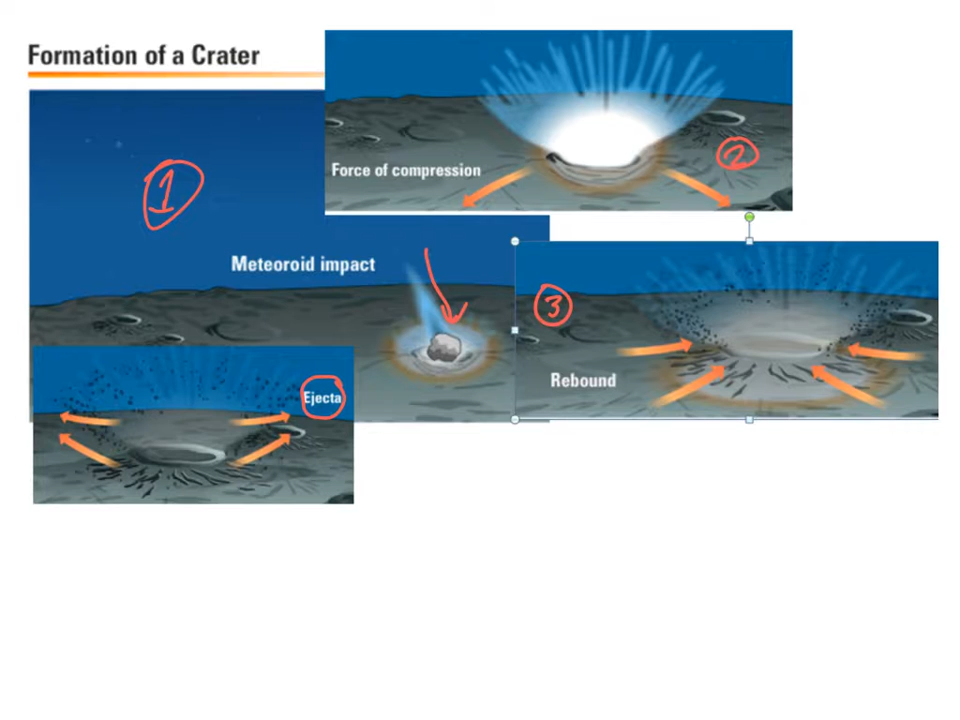 Formation of a Crater
1
Meteoroid impact
Force of compression
2
3
Rebound
Ejecta